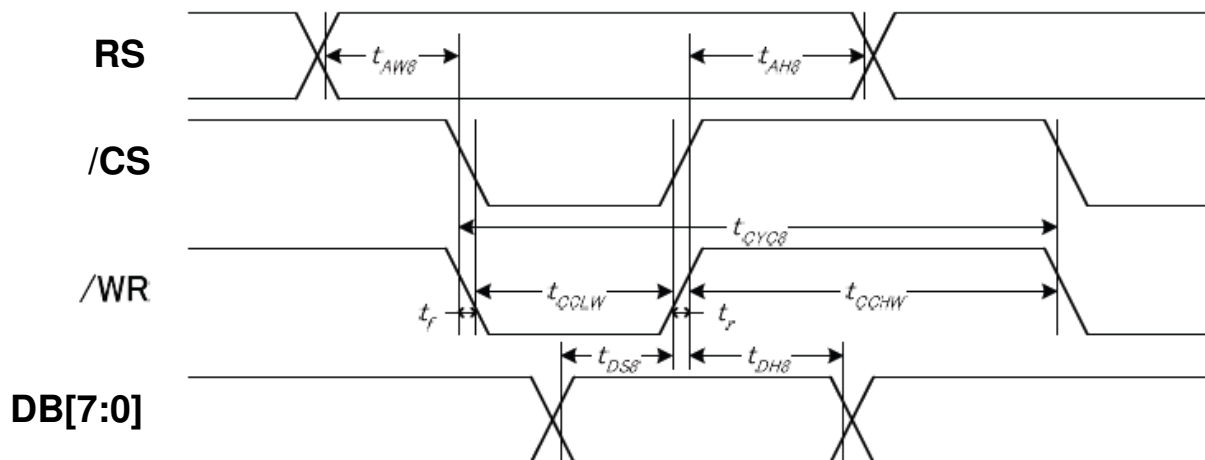 RS
t_AW8
t_AH8
/CS
t_CYC8
/WR
t_CCLW
t_CCHW
t_f
t_r
t_DS8
t_DH8
DB[7:0]